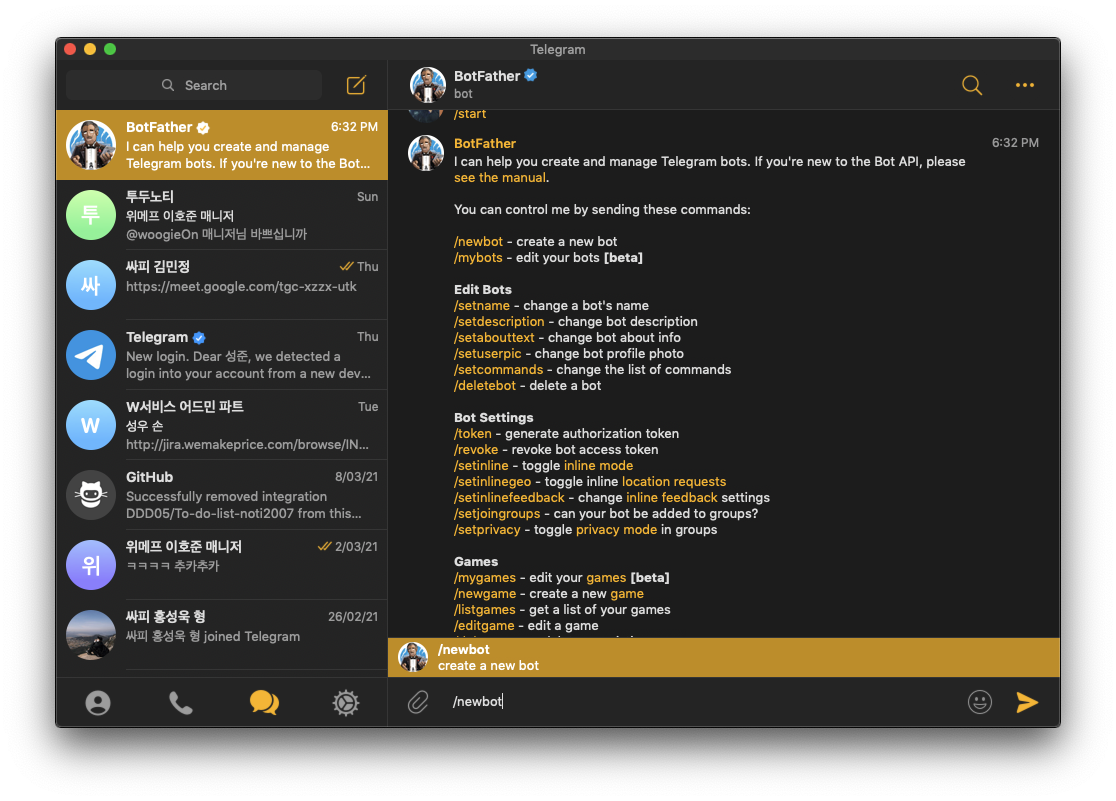 Telegram
Search
BotFather
6:32 PM
I can help you create and manage
Telegram bots. If you're new to the Bot...
투두노티
Sun
위메프 이호준 매니저
@woogieOn 매니저님 바쁘십니까
싸
싸피 김민정
Thu
https://meet.google.com/tgc-xzzx-utk
Telegram
Thu
New login. Dear 성준, we detected a
login into your account from a new dev...
W
W서비스 어드민 파트
Tue
성우 손
http://jira.wemakeprice.com/browse/IN...
GitHub
8/03/21
Successfully removed integration
DDD05/To-do-list-noti2007 from this...
위
위메프 이호준 매니저
2/03/21
ㅋㅋㅋㅋ 추카추카
싸피 홍성욱 형
26/02/21
싸피 홍성욱 형 joined Telegram
투
BotFather
bot
/start
BotFather
6:32 PM
I can help you create and manage Telegram bots. If you're new to the Bot API, please
see the manual.
You can control me by sending these commands:
/newbot - create a new bot
/mybots - edit your bots [beta]
Edit Bots
/setname - change a bot's name
/setdescription - change bot description
/setabouttext - change bot about info
/setuserpic - change bot profile photo
/setcommands - change the list of commands
/deletebot - delete a bot
Bot Settings
/token - generate authorization token
/revoke - revoke bot access token
/setinline - toggle inline mode
/setinlinegeo - toggle inline location requests
/setinlinefeedback - change inline feedback settings
/setjoingroups - can your bot be added to groups?
/setprivacy - toggle privacy mode in groups
Games
/mygames - edit your games [beta]
/newgame - create a new game
/listgames - get a list of your games
/editgame - edit a game
/newbot
create a new bot
/newbot